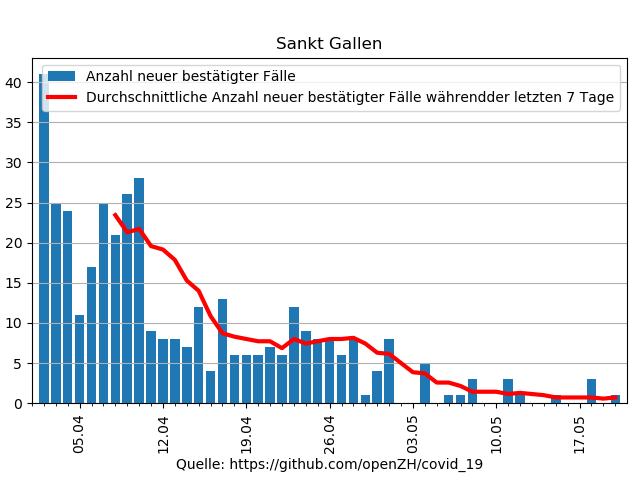 Sankt Gallen
Anzahl neuer bestätigter Fälle
Durchschnittliche Anzahl neuer bestätigter Fälle währendder letzten 7 Tage
40
35
30
25
20
15
10
5
0
05.04 12.04 19.04 26.04 03.05 10.05 17.05
Quelle: https://github.com/openZH/covid_19